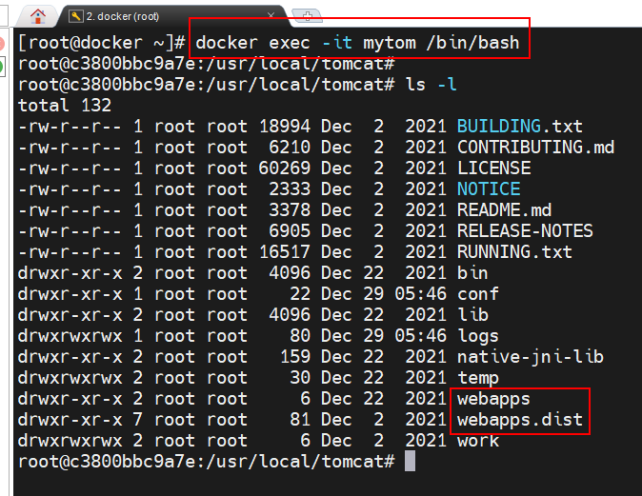 2. docker (root)
[root@docker ~]# docker exec -it mytom /bin/bash
root@c3800bbc9a7e:/usr/local/tomcat#
root@c3800bbc9a7e:/usr/local/tomcat# ls -l
total 132
-rw-r--r-- 1 root root 18994 Dec  2  2021 BUILDING.txt
-rw-r--r-- 1 root root  6210 Dec  2  2021 CONTRIBUTING.md
-rw-r--r-- 1 root root 60269 Dec  2  2021 LICENSE
-rw-r--r-- 1 root root  2333 Dec  2  2021 NOTICE
-rw-r--r-- 1 root root  3378 Dec  2  2021 README.md
-rw-r--r-- 1 root root  6905 Dec  2  2021 RELEASE-NOTES
-rw-r--r-- 1 root root 16517 Dec  2  2021 RUNNING.txt
drwxr-xr-x 2 root root  4096 Dec 22  2021 bin
drwxr-xr-x 1 root root    22 Dec 29 05:46 conf
drwxr-xr-x 2 root root  4096 Dec 22  2021 lib
drwxrwxrwx 1 root root    80 Dec 29 05:46 logs
drwxr-xr-x 2 root root   159 Dec 22  2021 native-jni-lib
drwxrwxrwx 2 root root    30 Dec 22  2021 temp
drwxr-xr-x 2 root root     6 Dec 22  2021 webapps
drwxr-xr-x 7 root root    81 Dec  2  2021 webapps.dist
drwxrwxrwx 2 root root     6 Dec  2  2021 work
root@c3800bbc9a7e:/usr/local/tomcat#